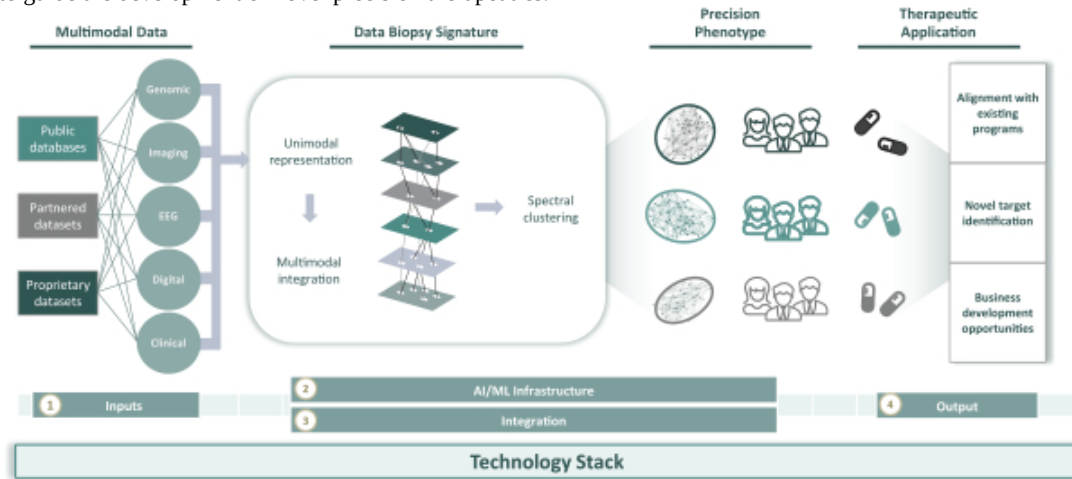 Precision
Phenotype
Therapeutic
Application
Multimodal Data
Data Biopsy Signature
Genomic
Imaging
EEG
Digital
Clinical
Public
databases
Partnered
datasets
Proprietary
datasets
Unimodal
representation
Multimodal
integration
Spectral
clustering
Alignment with
existing
programs
Novel target
identification
Business
development
opportunities
1 Inputs
2 AI/ML Infrastructure
3 Integration
4 Output
Technology Stack